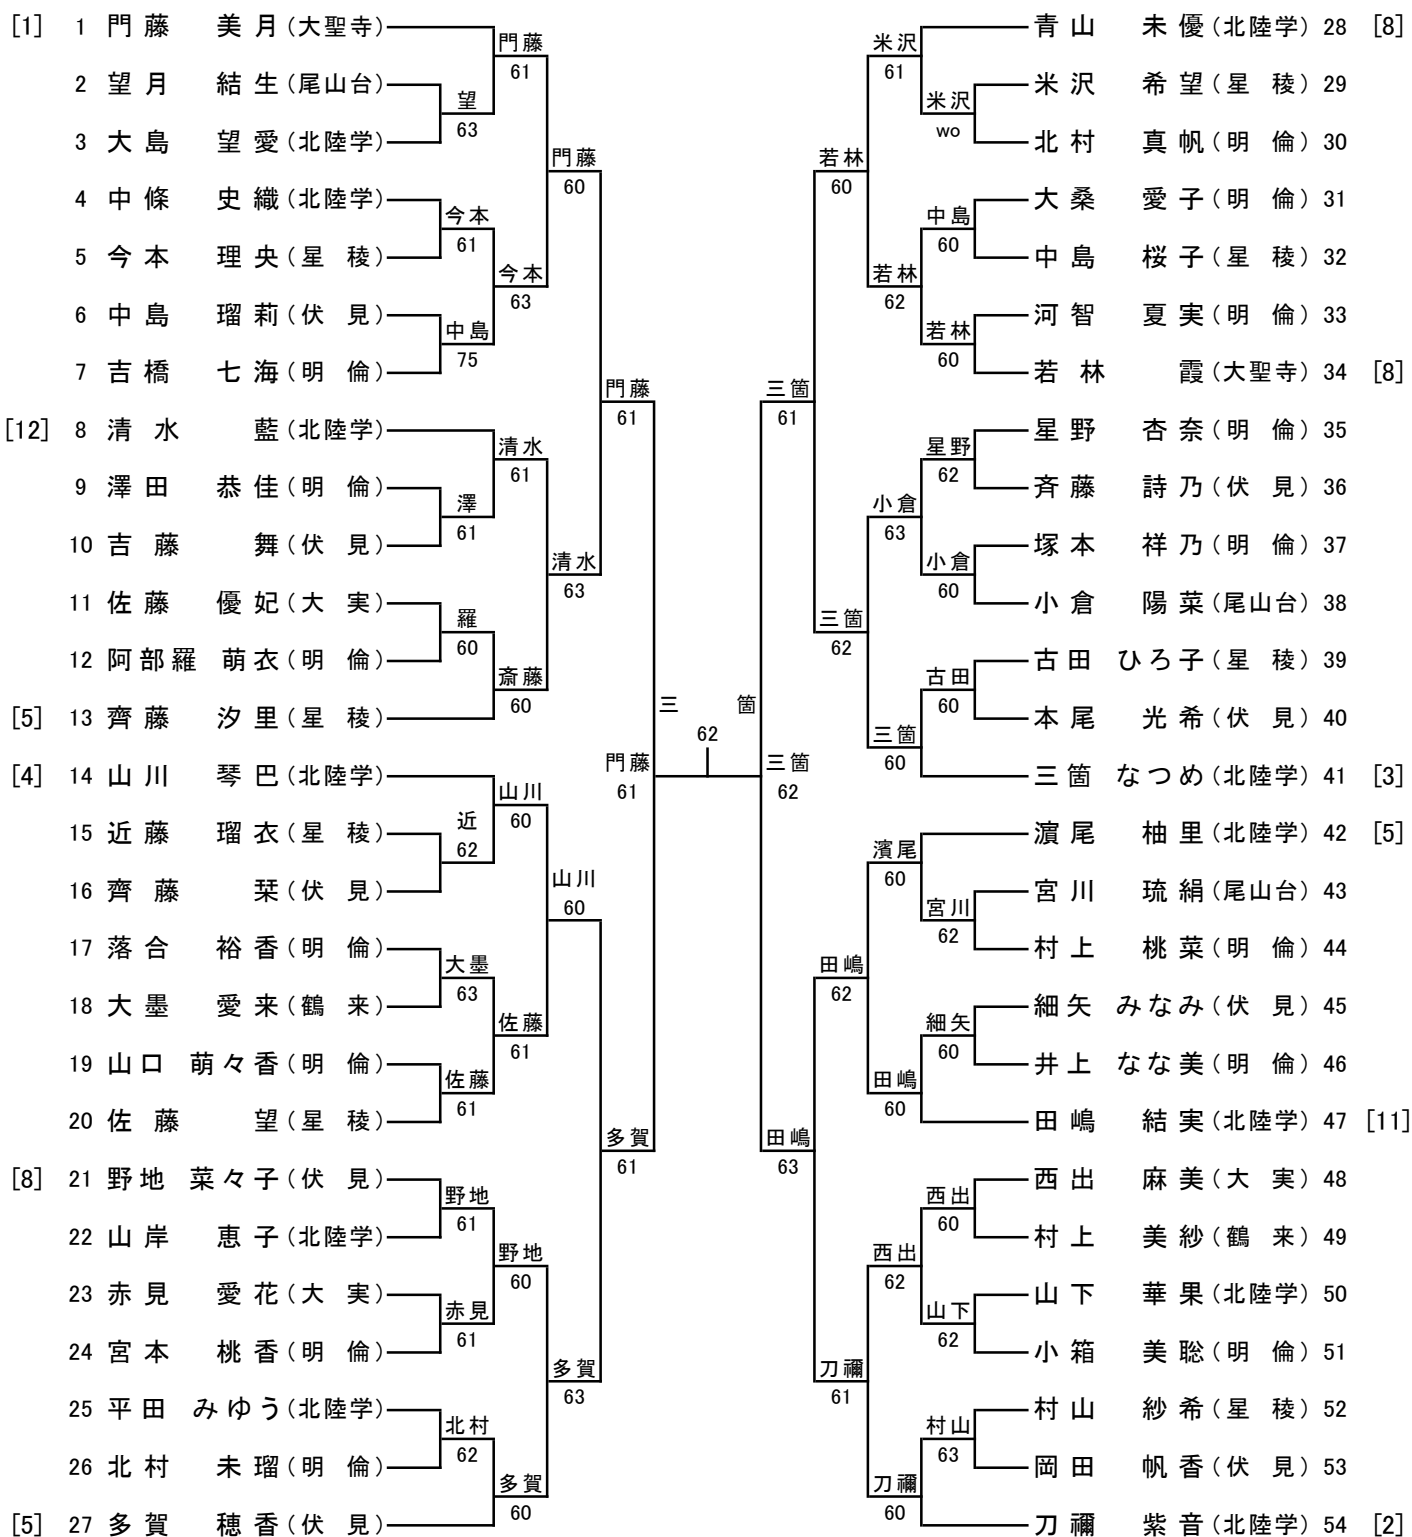 [1] 1 門藤 美月(大聖寺)
2 望月 結生(尾山台)
3 大島 望愛(北陸学)
4 中條 史織(北陸学)
5 今本 理央(星 稜)
6 中島 瑠莉(伏 見)
7 吉橋 七海(明 倫)
[12] 8 清水 藍(北陸学)
9 澤田 恭佳(明 倫)
10 吉藤 舞(伏 見)
11 佐藤 優妃(大 実)
12 阿部羅 萌衣(明 倫)
[5] 13 齊藤 汐里(星 稜)
[4] 14 山川 琴巴(北陸学)
15 近藤 瑠衣(星 稜)
16 齊藤 栞(伏 見)
17 落合 裕香(明 倫)
18 大墨 愛来(鶴 来)
19 山口 萌々香(明 倫)
20 佐藤 望(星 稜)
[8] 21 野地 菜々子(伏 見)
22 山岸 恵子(北陸学)
23 赤見 愛花(大 実)
24 宮本 桃香(明 倫)
25 平田 みゆう(北陸学)
26 北村 未瑠(明 倫)
[5] 27 多賀 穂香(伏 見)
望
63
今本
61
中島
75
澤
61
羅
60
近
62
大墨
63
佐藤
61
野地
61
赤見
61
北村
62
門藤
61
今本
63
清水
61
斎藤
60
山川
60
佐藤
61
野地
60
多賀
60
門藤
60
清水
63
山川
60
多賀
63
門藤
61
多賀
61
門藤
61
三 箇
62
三箇
62
三箇
61
田嶋
63
若林
60
三箇
62
田嶋
62
刀禰
61
米沢
61
若林
62
小倉
63
三箇
60
濱尾
60
田嶋
60
西出
62
刀禰
60
米沢
wo
中島
60
若林
60
星野
62
小倉
60
古田
60
宮川
62
細矢
60
西出
60
山下
62
村山
63
青山 未優(北陸学) 28 [8]
米沢 希望(星 稜) 29
北村 真帆(明 倫) 30
大桑 愛子(明 倫) 31
中島 桜子(星 稜) 32
河智 夏実(明 倫) 33
若林 霞(大聖寺) 34 [8]
星野 杏奈(明 倫) 35
斉藤 詩乃(伏 見) 36
塚本 祥乃(明 倫) 37
小倉 陽菜(尾山台) 38
古田 ひろ子(星 稜) 39
本尾 光希(伏 見) 40
三箇 なつめ(北陸学) 41 [3]
濵尾 柚里(北陸学) 42 [5]
宮川 琉絹(尾山台) 43
村上 桃菜(明 倫) 44
細矢 みなみ(伏 見) 45
井上 なな美(明 倫) 46
田嶋 結実(北陸学) 47 [11]
西出 麻美(大 実) 48
村上 美紗(鶴 来) 49
山下 華果(北陸学) 50
小箱 美聡(明 倫) 51
村山 紗希(星 稜) 52
岡田 帆香(伏 見) 53
刀禰 紫音(北陸学) 54 [2]